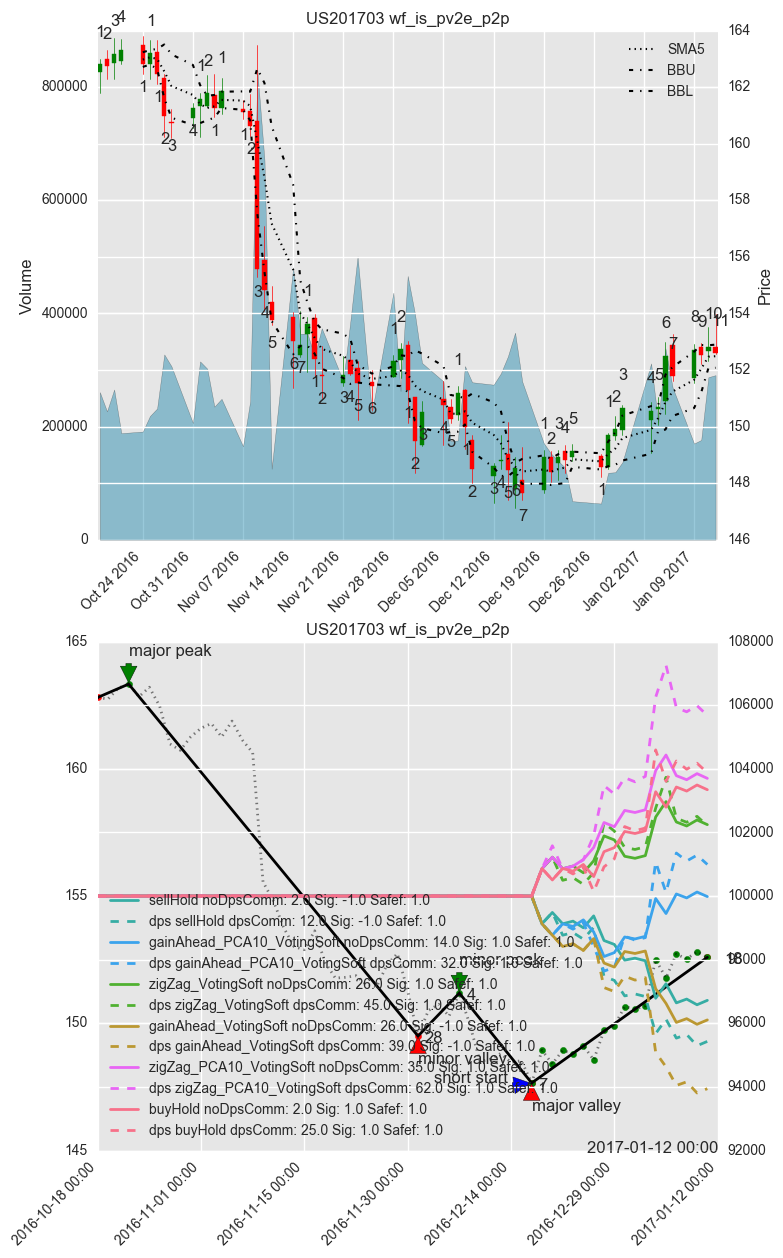 US201703 wf_is_pv2e_p2p
SMA5
BBU
BBL
Volume
Price
800000
600000
400000
200000
0
164
162
160
158
156
154
152
150
148
146
Oct 24 2016
Oct 31 2016
Nov 07 2016
Nov 14 2016
Nov 21 2016
Nov 28 2016
Dec 05 2016
Dec 12 2016
Dec 19 2016
Dec 26 2016
Jan 02 2017
Jan 09 2017
US201703 wf_is_pv2e_p2p
165
160
155
150
145
108000
106000
104000
102000
100000
98000
96000
94000
92000
major peak
sellHold noDpsComm: 2.0 Sig: -1.0 Safef: 1.0
dps sellHold dpsComm: 12.0 Sig: -1.0 Safef: 1.0
gainAhead_PCA10_VotingSoft noDpsComm: 14.0 Sig: 1.0 Safef: 1.0
dps gainAhead_PCA10_VotingSoft dpsComm: 32.0 Sig: 1.0 Safef: 1.0
minor peak
zigZag_VotingSoft noDpsComm: 26.0 Sig: 1.0 Safef: 1.0
4
dps zigZag_VotingSoft dpsComm: 45.0 Sig: 1.0 Safef: 1.0
gainAhead_VotingSoft noDpsComm: 26.0 Sig: -1.0 Safef: 1.0
28
dps gainAhead_VotingSoft dpsComm: 39.0 Sig: -1.0 Safef: 1.0
minor valley
zigZag_PCA10_VotingSoft noDpsComm: 35.0 Sig: 1.0 Safef: 1.0
short start
dps zigZag_PCA10_VotingSoft dpsComm: 62.0 Sig: 1.0 Safef: 1.0
major valley
buyHold noDpsComm: 2.0 Sig: 1.0 Safef: 1.0
dps buyHold dpsComm: 25.0 Sig: 1.0 Safef: 1.0
2017-01-12 00:00
2016-10-18 00:00
2016-11-01 00:00
2016-11-15 00:00
2016-11-30 00:00
2016-12-14 00:00
2016-12-29 00:00
2017-01-12 00:00